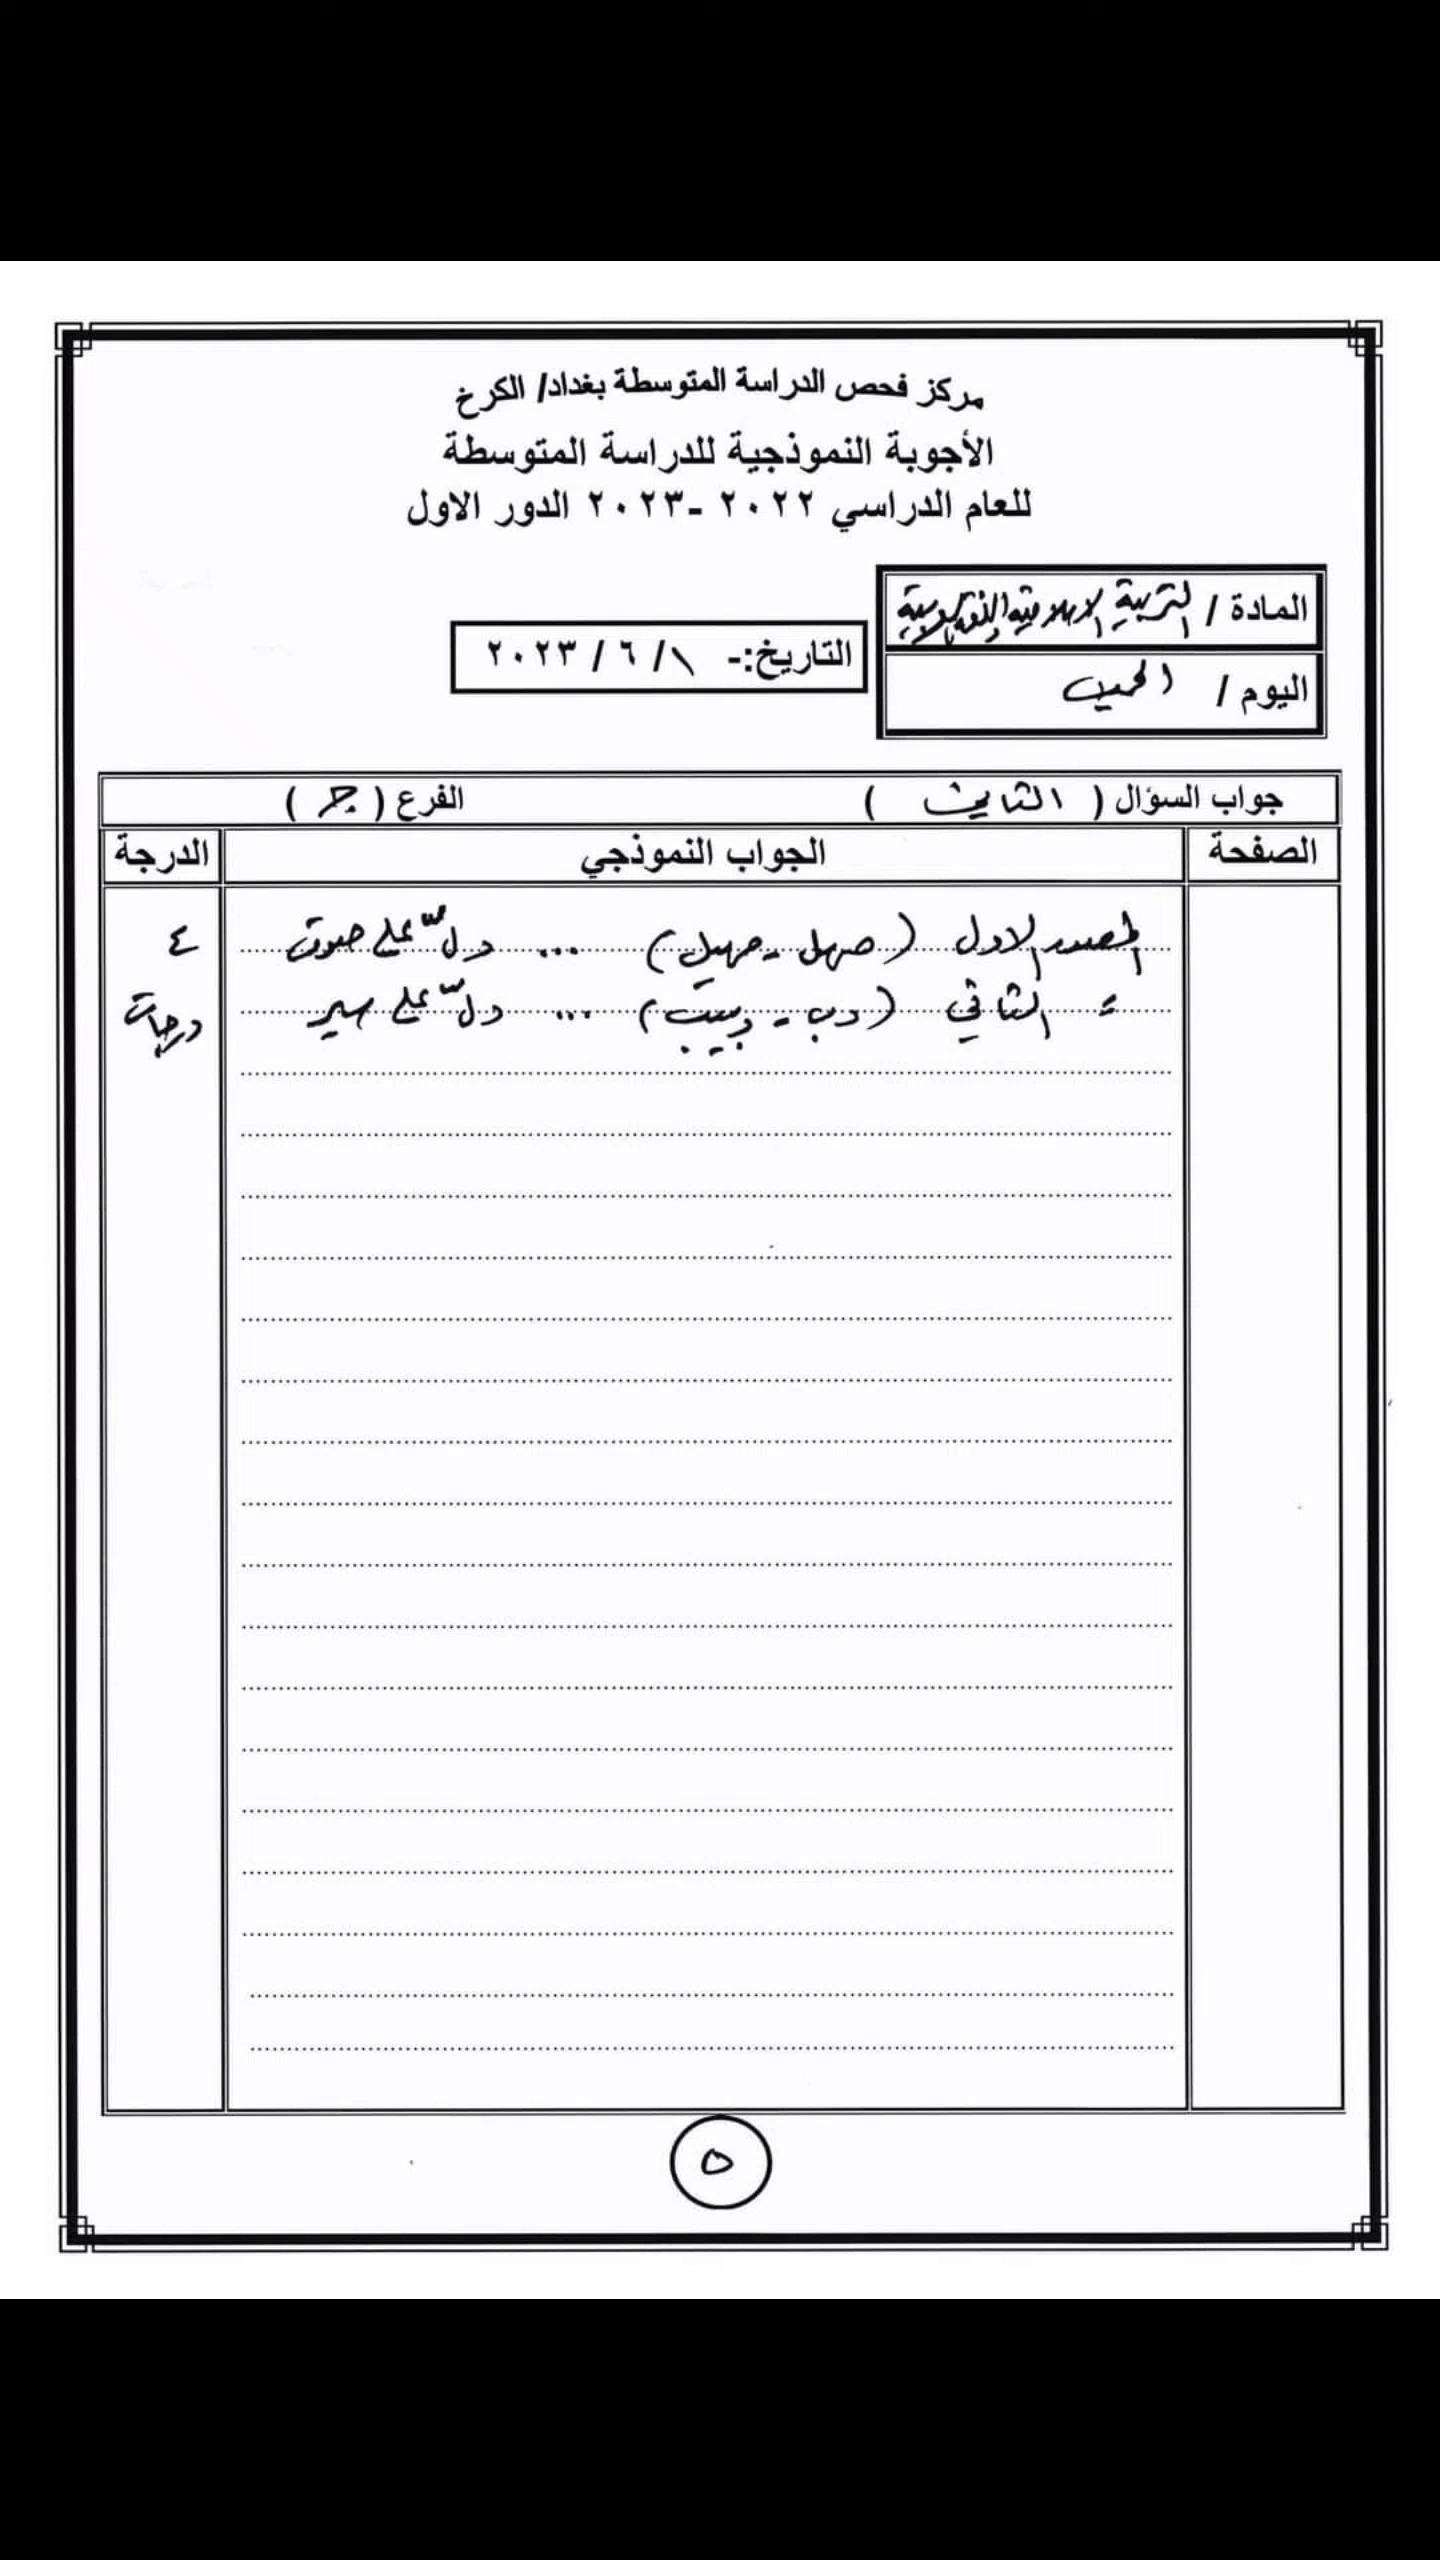 مركز فحص الدراسة المتوسطة بغداد/ الكرخ
الأجوبة النموذجية للدراسة المتوسطة
للعام الدراسي ٢٠٢٢ -٢٠٢٣ الدور الاول
المادة / التربية الاسلامية
التاريخ:- ١/ ٦ / ٢٠٢٣
اليوم / الخميس
جواب السؤال ( الثاني ) الفرع ( جـ )
الصفحة الجواب النموذجي الدرجة
المصدر الاول (صهل - صهيل) ... دلّ على صوت ٤
= الثاني (دب - دبيب) ... دلّ على سير درجات
٥